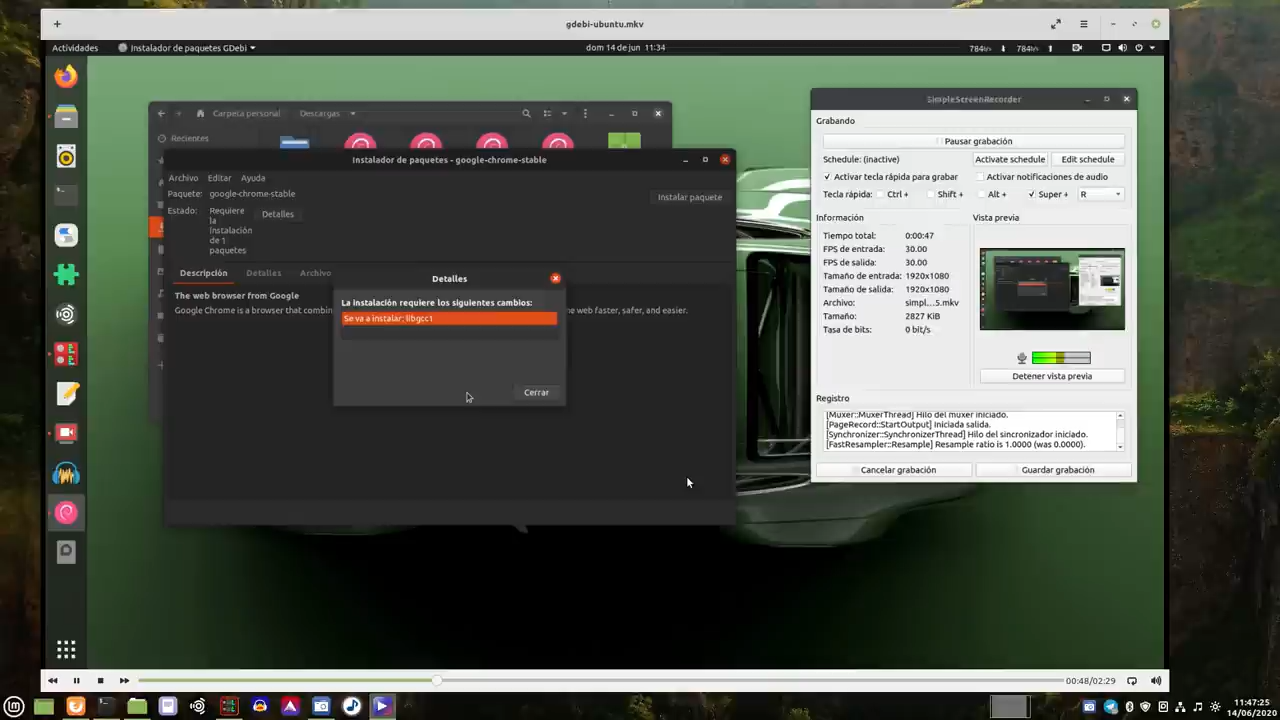 gdebi-ubuntu.mkv
Actividades
Instalador de paquetes GDebi
dom 14 de jun 11:34
Carpeta personal
Descargas
Recientes
Instalador de paquetes - google-chrome-stable
Archivo Editar Ayuda
Paquete: google-chrome-stable
Instalar paquete
Estado:
Requiere
la
instalación
de 1
paquetes
Detalles
Descripción Detalles Archivo
The web browser from Google
Google Chrome is a browser that combin
e web faster, safer, and easier.
Detalles
La instalación requiere los siguientes cambios:
Se va a instalar; libgcc1
Cerrar
SimpleScreenRecorder
Grabando
Pausar grabación
Schedule: (inactive)
Activate schedule
Edit schedule
Activar tecla rápida para grabar
Activar notificaciones de audio
Tecla rápida: Ctrl + Shift + Alt + Super + R
Información
Vista previa
Tiempo total: 0:00:47
FPS de entrada: 30.00
FPS de salida: 30.00
Tamaño de entrada: 1920x1080
Tamaño de salida: 1920x1080
Archivo: simpl...5.mkv
Tamaño: 2827 KiB
Tasa de bits: 0 bit/s
Detener vista previa
Registro
[Muxer::MuxerThread] Hilo del muxer iniciado.
[PageRecord::StartOutput] Iniciada salida.
[Synchronizer::SynchronizerThread] Hilo del sincronizador iniciado.
[FastResampler::Resample] Resample ratio is 1.0000 (was 0.0000).
Cancelar grabación
Guardar grabación
00:48/02:29
11:47:25
14/06/2020